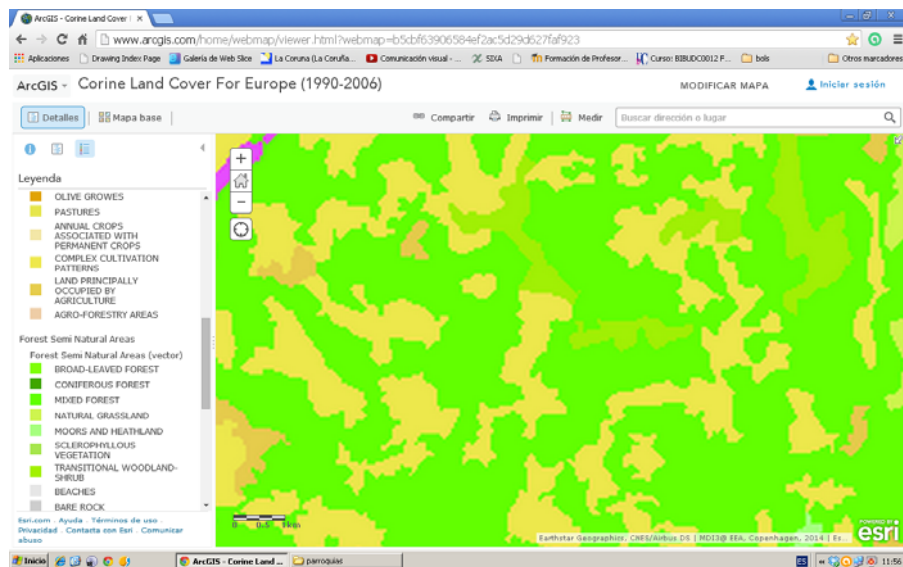 ArcGIS - Corine Land Cover
www.arcgis.com/home/webmap/viewer.html?webmap=b5cbf63906584ef2ac5d29d627faf923
Aplicaciones Drawing Index Page Galería de Web Slice La Coruna (La Coruña... Comunicación visual - ... SIXA Formación de Profesor... Curso: BIBUDC0012 P... bols Otros marcadores
ArcGIS Corine Land Cover For Europe (1990-2006) MODIFICAR MAPA Iniciar sesión
Detalles Mapa base Compartir Imprimir Medir Buscar dirección o lugar
Leyenda
OLIVE GROWES
PASTURES
ANNUAL CROPS
ASSOCIATED WITH
PERMANENT CROPS
COMPLEX CULTIVATION
PATTERNS
LAND PRINCIPALLY
OCCUPIED BY
AGRICULTURE
AGRO-FORESTRY AREAS
Forest Semi Natural Areas
Forest Semi Natural Areas (vector)
BROAD-LEAVED FOREST
CONIFEROUS FOREST
MIXED FOREST
NATURAL GRASSLAND
MOORS AND HEATHLAND
SCLEROPHYLLOUS
VEGETATION
TRANSITIONAL WOODLAND-
SHRUB
BEACHES
BARE ROCK
Esri.com . Ayuda . Términos de uso .
Privacidad . Contacta con Esri . Comunicar
abuso
0 0.5 1km
Earthstar Geographics, CNES/Airbus DS | MDI3@ EEA, Copenhagen, 2014 | Es...
POWERED BY
esri
Inicio ArcGIS - Corine Land ... parroquias ES 11:56